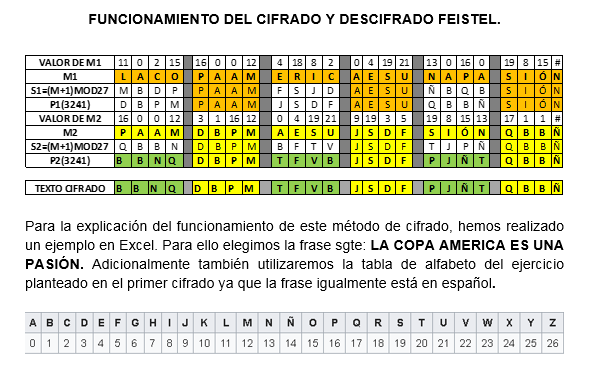 FUNCIONAMIENTO DEL CIFRADO Y DESCIFRADO FEISTEL.
VALOR DE M1 11 0 2 15 16 0 0 12 4 18 8 2 0 4 19 21 13 0 16 0 19 8 15 #
M1 L A C O P A A M E R I C A E S U N A P A S I Ó N
S1=(M+1)MOD27 M B D P P A A M F S J D A E S U Ñ B Q B S I Ó N
P1(3241) D B P M P A A M J S D F A E S U Q B B Ñ S I Ó N
VALOR DE M2 16 0 0 12 3 1 16 12 0 4 19 21 9 19 3 5 19 8 15 13 17 1 1 #
M2 P A A M D B P M A E S U J S D F S I Ó N Q B B Ñ
S2=(M+1)MOD27 Q B B N D B P M B F T V J S D F T J P Ñ Q B B Ñ
P2(3241) B B N Q D B P M T F V B J S D F P J Ñ T Q B B Ñ
TEXTO CIFRADO B B N Q D B P M T F V B J S D F P J Ñ T Q B B Ñ
Para la explicación del funcionamiento de este método de cifrado, hemos realizado
un ejemplo en Excel. Para ello elegimos la frase sgte: LA COPA AMERICA ES UNA
PASIÓN. Adicionalmente también utilizaremos la tabla de alfabeto del ejercicio
planteado en el primer cifrado ya que la frase igualmente está en español.
A B C D E F G H I J K L M N Ñ O P Q R S T U V W X Y Z
0 1 2 3 4 5 6 7 8 9 10 11 12 13 14 15 16 17 18 19 20 21 22 23 24 25 26